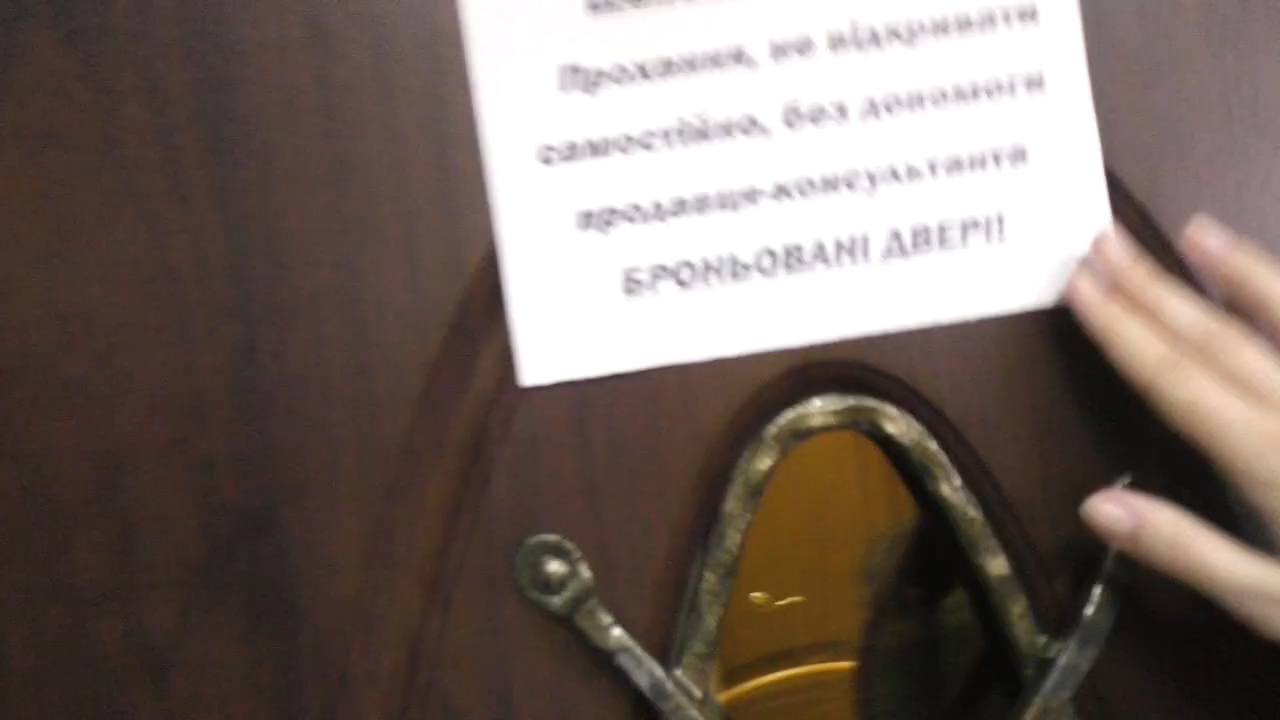 Прохання, не відкривати
самостійно, без допомоги
продавця-консультанта
БРОНЬОВАНІ ДВЕРІ!